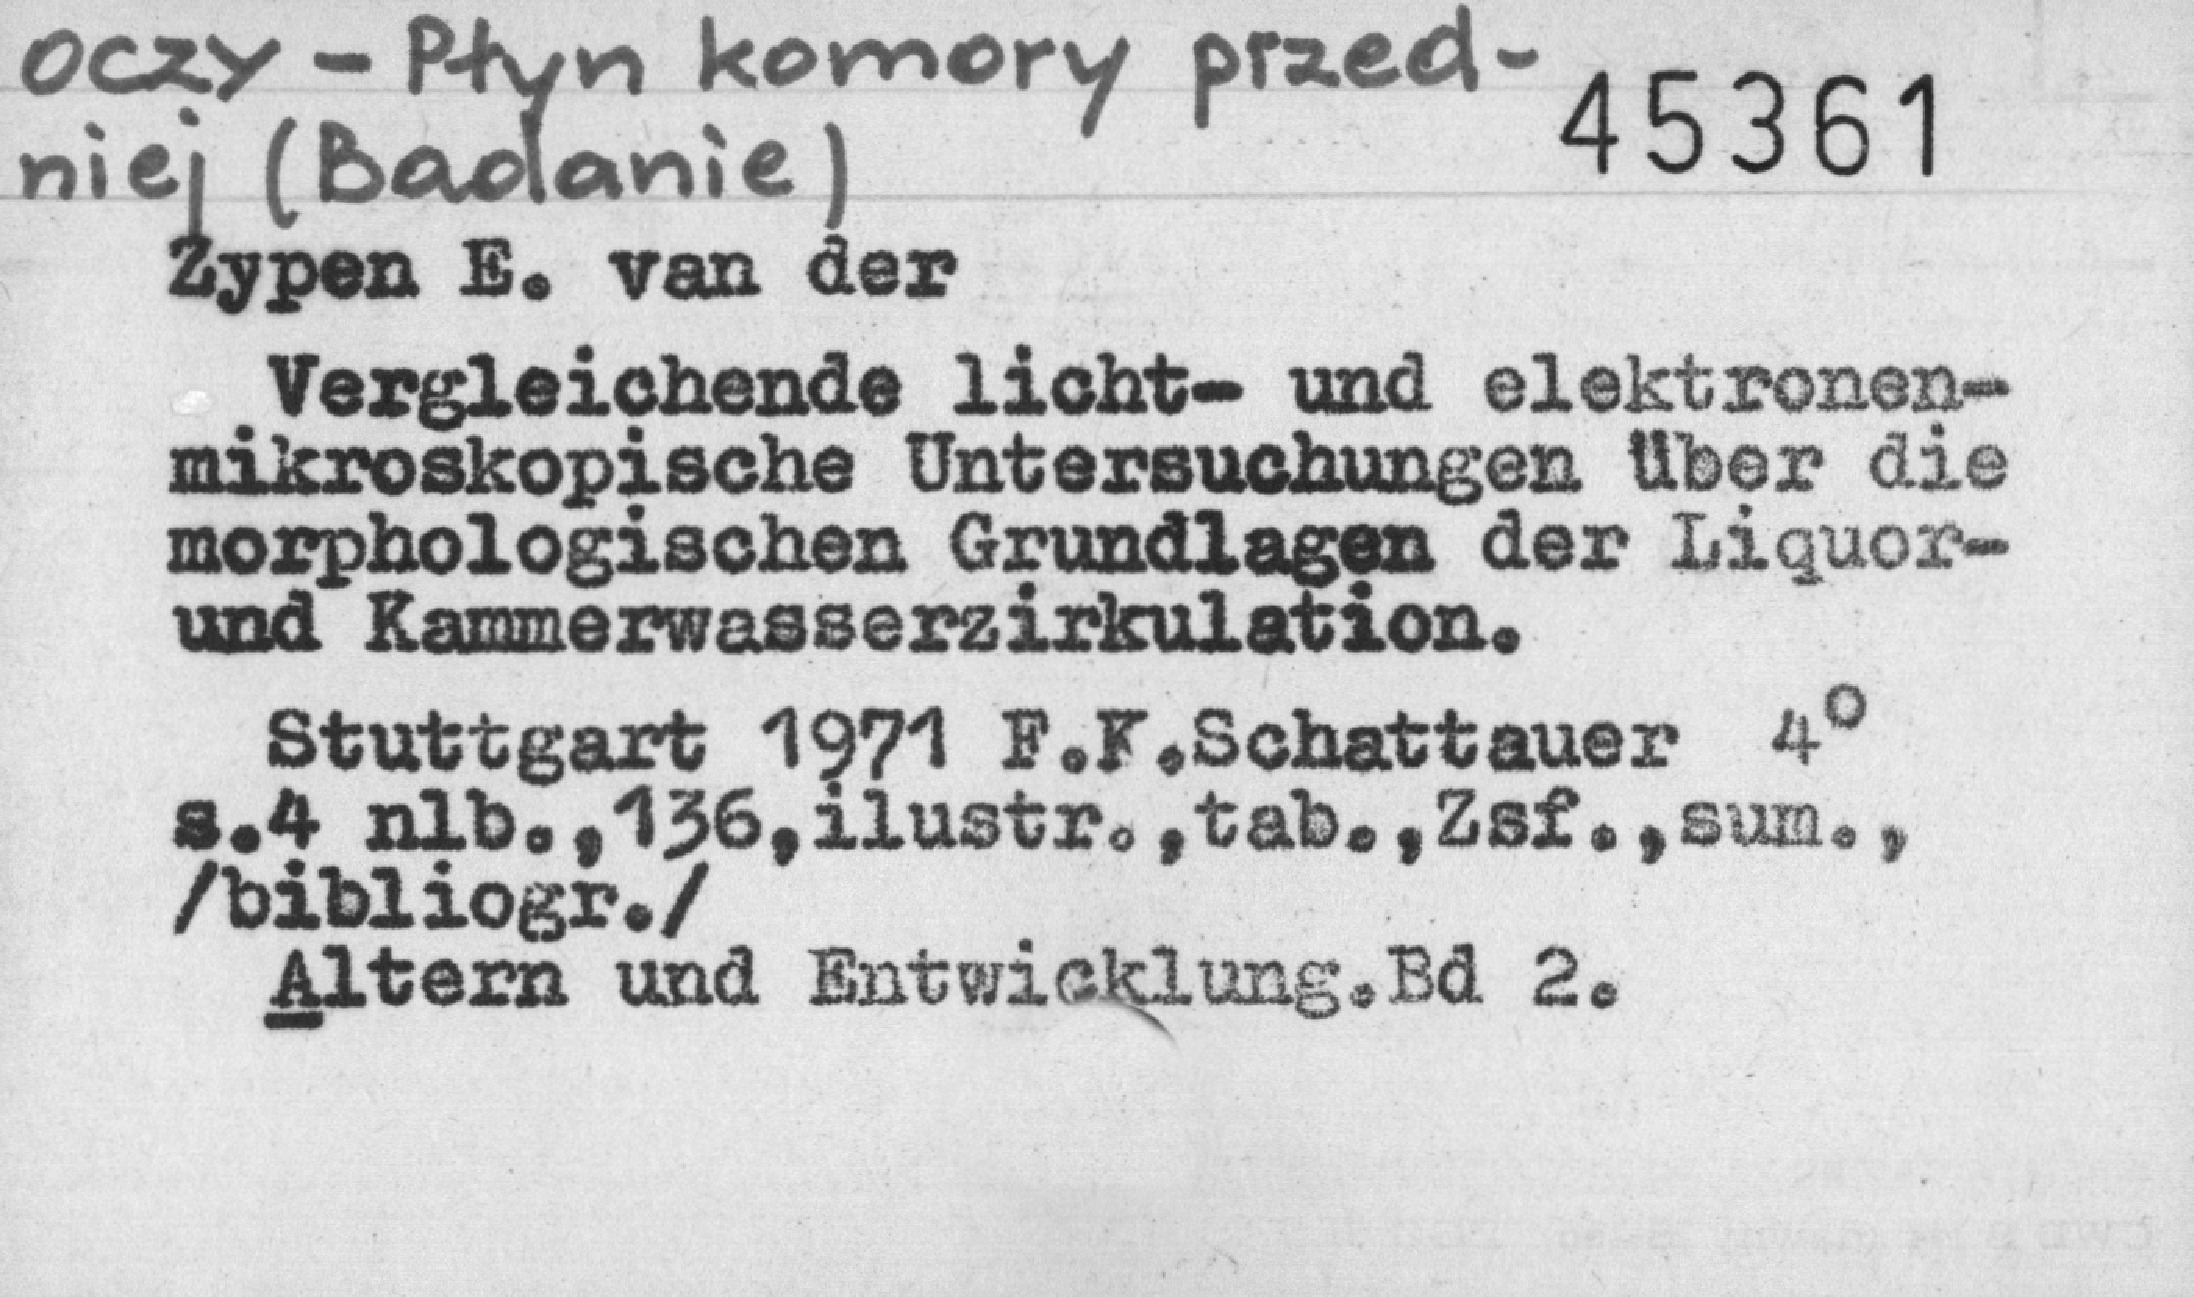 oczy - Płyn komory przed-
niej (Badanie)
45361
Zypen E. van der
Vergleichende licht- und elektronen-
mikroskopische Untersuchungen über die
morphologischen Grundlagen der Liquor-
und Kammerwasserzirkulation.
Stuttgart 1971 F.K.Schattauer 4º
s.4 nlb.,136,ilustr.,tab.,Zsf.,sum.,
/bibliogr./
Altern und Entwicklung.Bd 2.